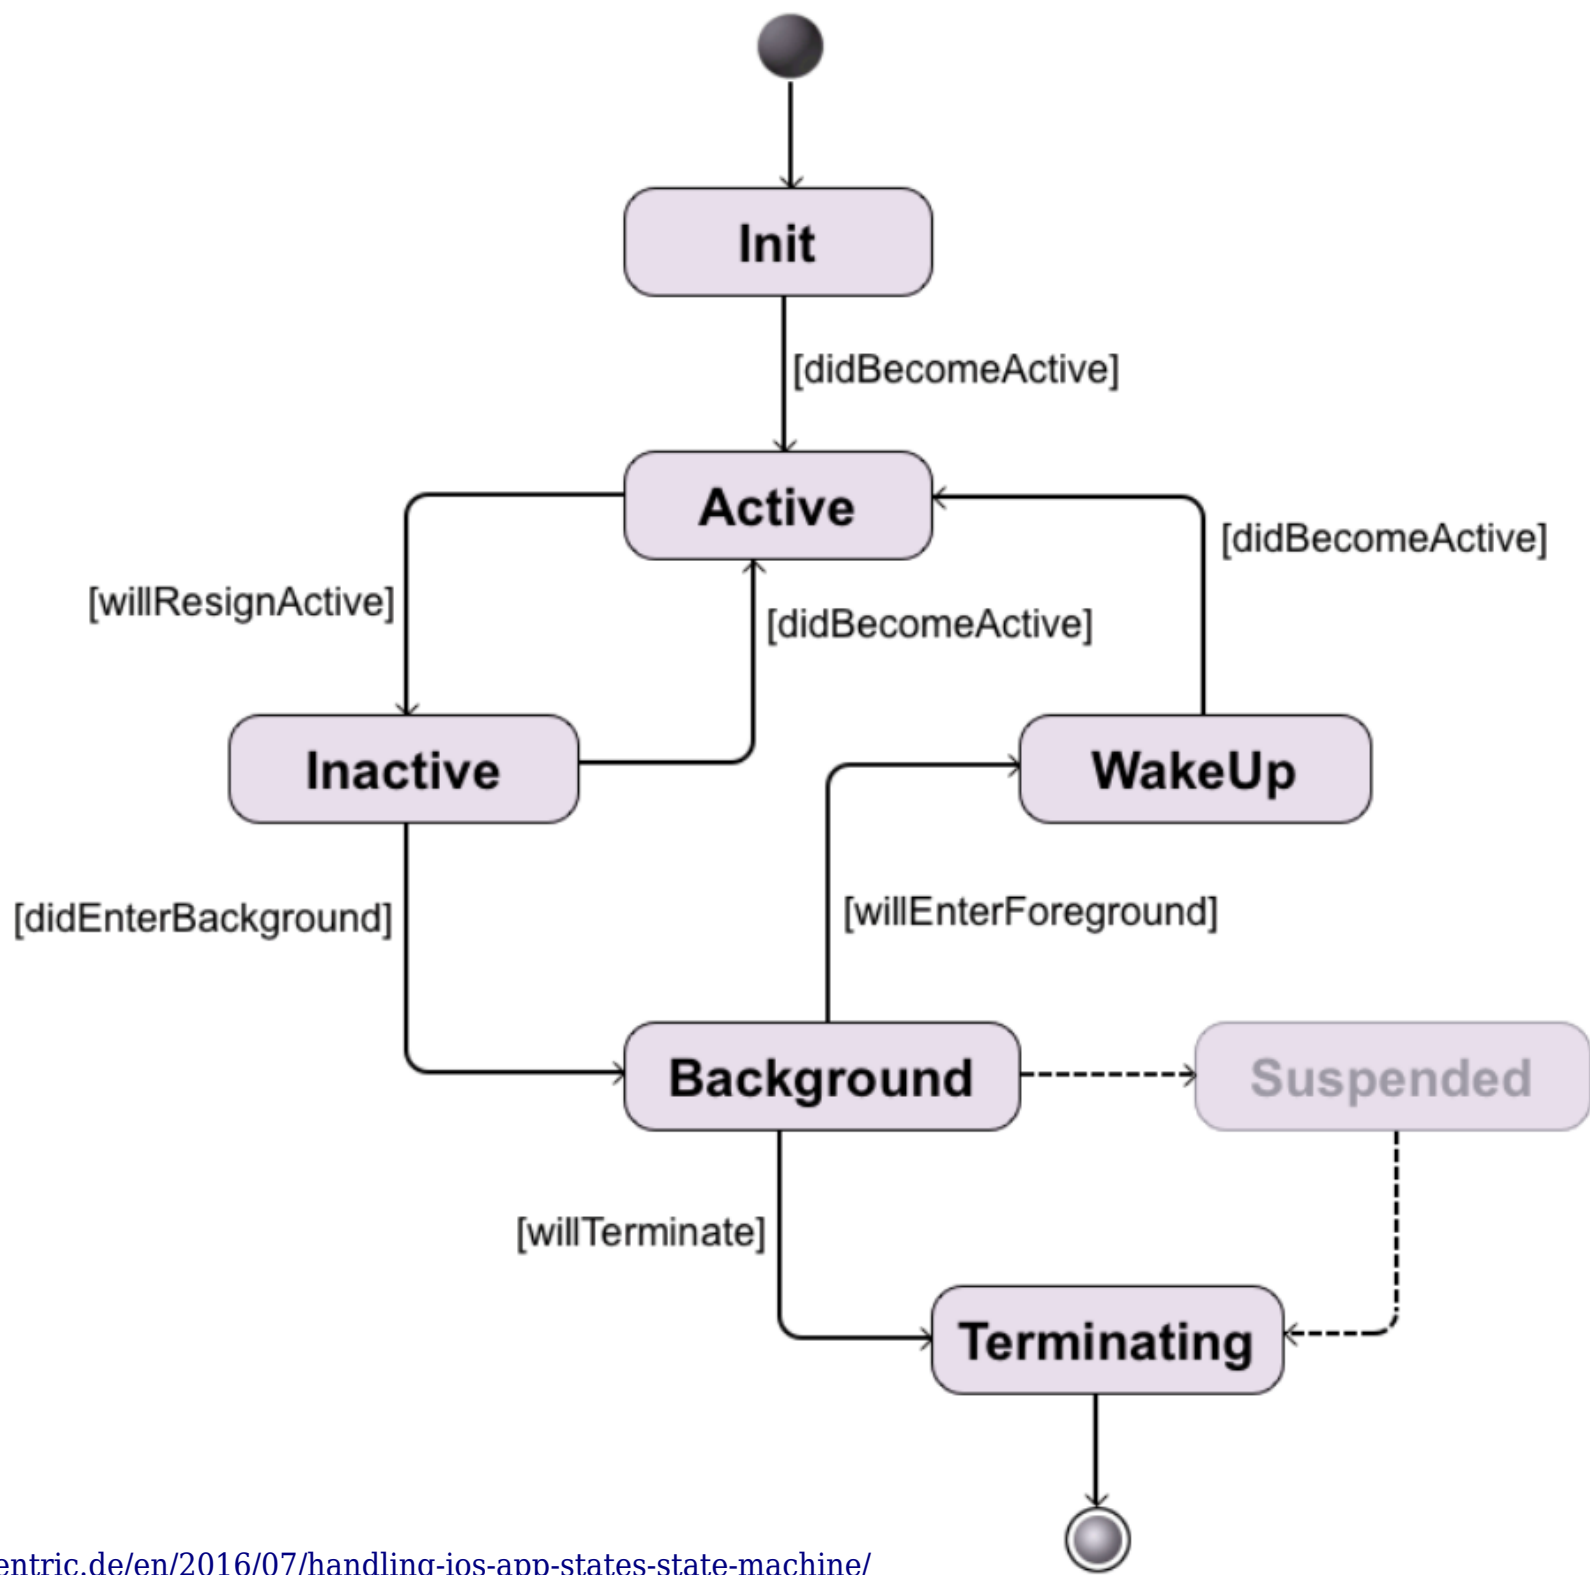 Init
[didBecomeActive]
Active
[didBecomeActive]
[willResignActive]
[didBecomeActive]
Inactive
WakeUp
[didEnterBackground]
[willEnterForeground]
Background
Suspended
[willTerminate]
Terminating
entric.de/en/2016/07/handling-ios-app-states-state-machine/